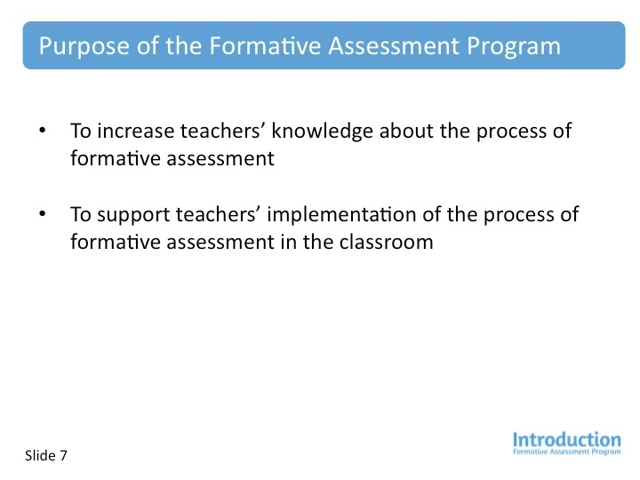 Purpose of the Formative Assessment Program
• To increase teachers’ knowledge about the process of
formative assessment
• To support teachers’ implementation of the process of
formative assessment in the classroom
Introduction
Formative Assessment Program
Slide 7